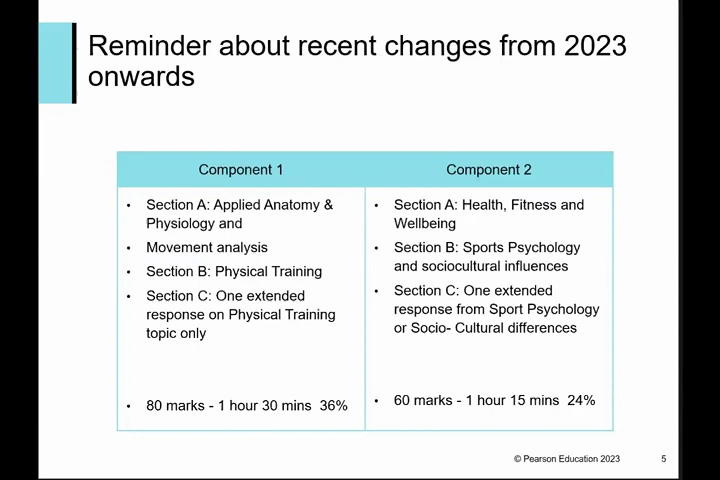 Reminder about recent changes from 2023
onwards
Component 1
• Section A: Applied Anatomy &
Physiology and
• Movement analysis
• Section B: Physical Training
• Section C: One extended
response on Physical Training
topic only
• 80 marks - 1 hour 30 mins 36%
Component 2
• Section A: Health, Fitness and
Wellbeing
• Section B: Sports Psychology
and sociocultural influences
• Section C: One extended
response from Sport Psychology
or Socio- Cultural differences
• 60 marks - 1 hour 15 mins 24%
© Pearson Education 2023
5